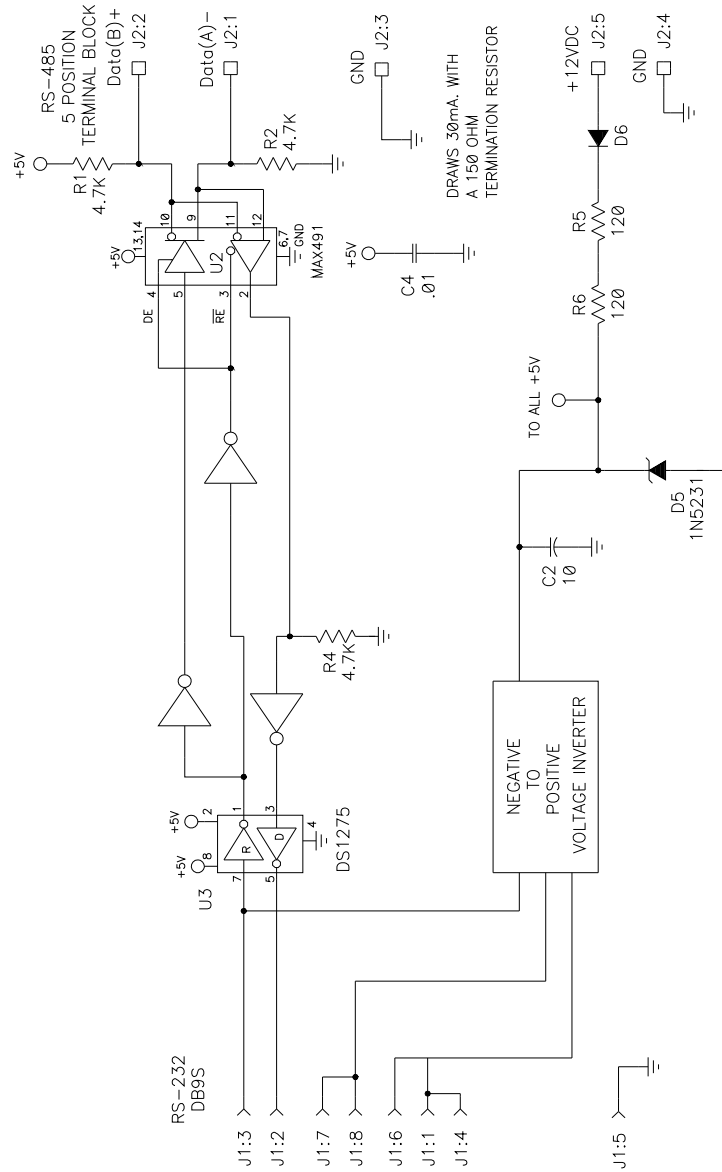 RS-232
DB9S
J1:3
J1:2
J1:7
J1:8
J1:6
J1:1
J1:4
J1:5
U3
+5V
8
+5V
2
7
R
1
5
D
3
4
DS1275
R4
4.7K
NEGATIVE
TO
POSITIVE
VOLTAGE INVERTER
C2
10
D5
1N5231
TO ALL +5V
R6
120
R5
120
D6
+12VDC
J2:5
GND
J2:4
DE
4
5
RE
3
2
+5V
13,14
U2
10
9
11
12
6,7
GND
MAX491
+5V
C4
.01
+5V
R1
4.7K
R2
4.7K
RS-485
5 POSITION
TERMINAL BLOCK
Data(B)+
J2:2
Data(A)-
J2:1
GND
J2:3
DRAWS 30mA. WITH
A 150 OHM
TERMINATION RESISTOR